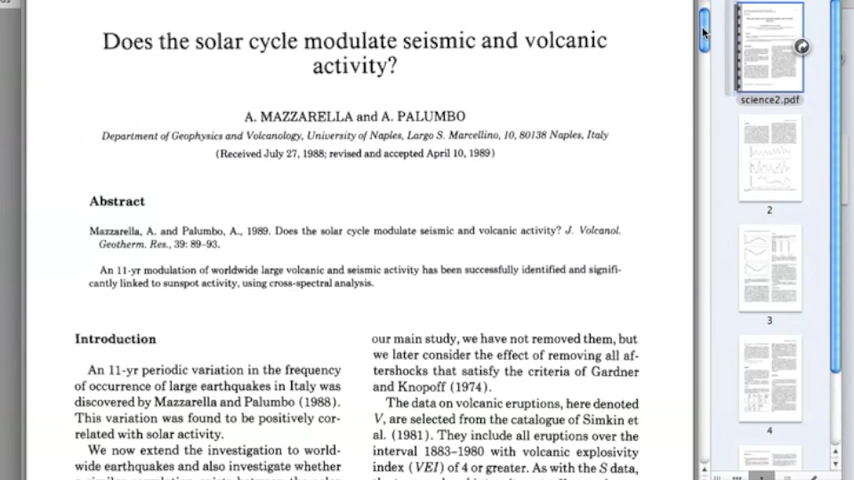 Does the solar cycle modulate seismic and volcanic
activity?
A. MAZZARELLA and A. PALUMBO
Department of Geophysics and Volcanology, University of Naples, Largo S. Marcellino, 10, 80138 Naples, Italy
(Received July 27, 1988; revised and accepted April 10, 1989)
Abstract
Mazzarella, A. and Palumbo, A., 1989. Does the solar cycle modulate seismic and volcanic activity? J. Volcanol.
Geotherm. Res., 39: 89-93.
An 11-yr modulation of worldwide large volcanic and seismic activity has been successfully identified and signifi-
cantly linked to sunspot activity, using cross-spectral analysis.
Introduction
An 11-yr periodic variation in the frequency
of occurrence of large earthquakes in Italy was
discovered by Mazzarella and Palumbo (1988).
This variation was found to be positively cor-
related with solar activity.
We now extend the investigation to world-
wide earthquakes and also investigate whether
our main study, we have not removed them, but
we later consider the effect of removing all af-
tershocks that satisfy the criteria of Gardner
and Knopoff (1974).
The data on volcanic eruptions, here denoted
V, are selected from the catalogue of Simkin et
al. (1981). They include all eruptions over the
interval 1883-1980 with volcanic explosivity
index (VEI) of 4 or greater. As with the S data,
science2.pdf
2
3
4